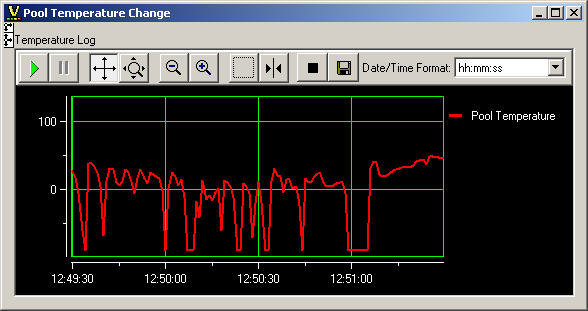 Pool Temperature Change
Temperature Log
Date/Time Format: hh:mm:ss
Pool Temperature
100
0
12:49:30 12:50:00 12:50:30 12:51:00